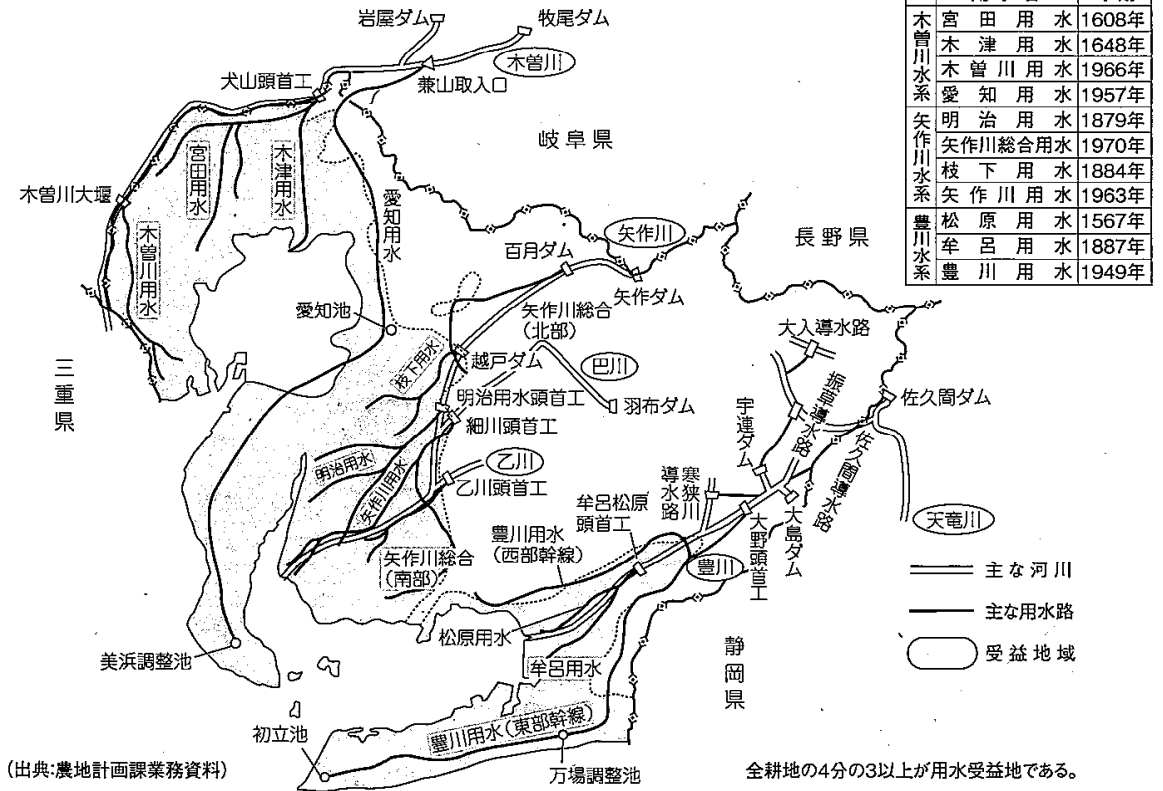 木曽川水系
宮田用水 1608年
木津用水 1648年
木曽川用水 1966年
愛知用水 1957年
矢作川水系
明治用水 1879年
矢作川総合用水 1970年
枝下用水 1884年
矢作川用水 1963年
豊川水系
松原用水 1567年
牟呂用水 1887年
豊川用水 1949年
岩屋ダム
牧尾ダム
木曽川
犬山頭首工
兼山取入口
岐阜県
宮田用水
木津用水
木曽川大堰
愛知用水
木曽川用水
百月ダム
矢作川
長野県
矢作ダム
愛知池
矢作川総合
(北部)
大入導水路
三重県
枝下用水
越戸ダム
巴川
振草導水路
佐久間ダム
明治用水頭首工
羽布ダム
宇連ダム
細川頭首工
佐久間導水路
明治用水
乙川
寒狭川
導水路
矢作川用水
乙川頭首工
牟呂松原
頭首工
大島ダム
天竜川
豊川用水
(西部幹線)
大野頭首工
矢作川総合
(南部)
豊川
主な河川
主な用水路
松原用水
静岡県
受益地域
美浜調整池
牟呂用水
初立池
豊川用水(東部幹線)
万場調整池
(出典:農地計画課業務資料)
全耕地の4分の3以上が用水受益地である。